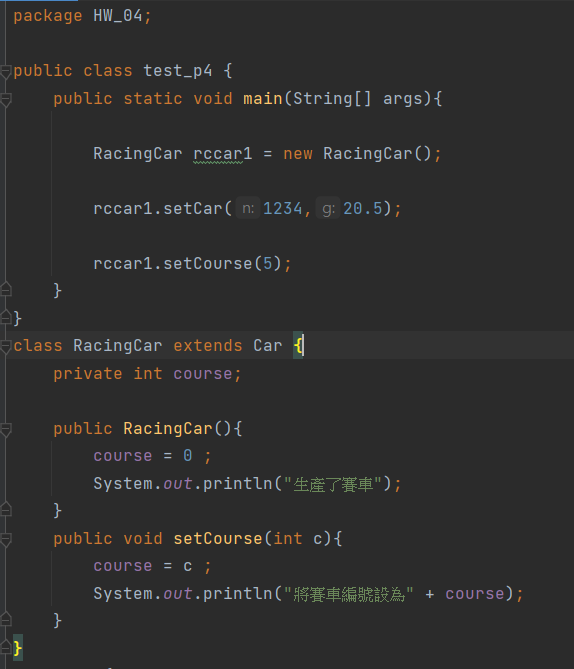 package HW_04;
public class test_p4 {
public static void main(String[] args){
RacingCar rccar1 = new RacingCar();
rccar1.setCar( n: 1234, g: 20.5);
rccar1.setCourse(5);
}
}
class RacingCar extends Car {
private int course;
public RacingCar(){
course = 0 ;
System.out.println("生產了賽車");
}
public void setCourse(int c){
course = c ;
System.out.println("將賽車編號設為" + course);
}
}